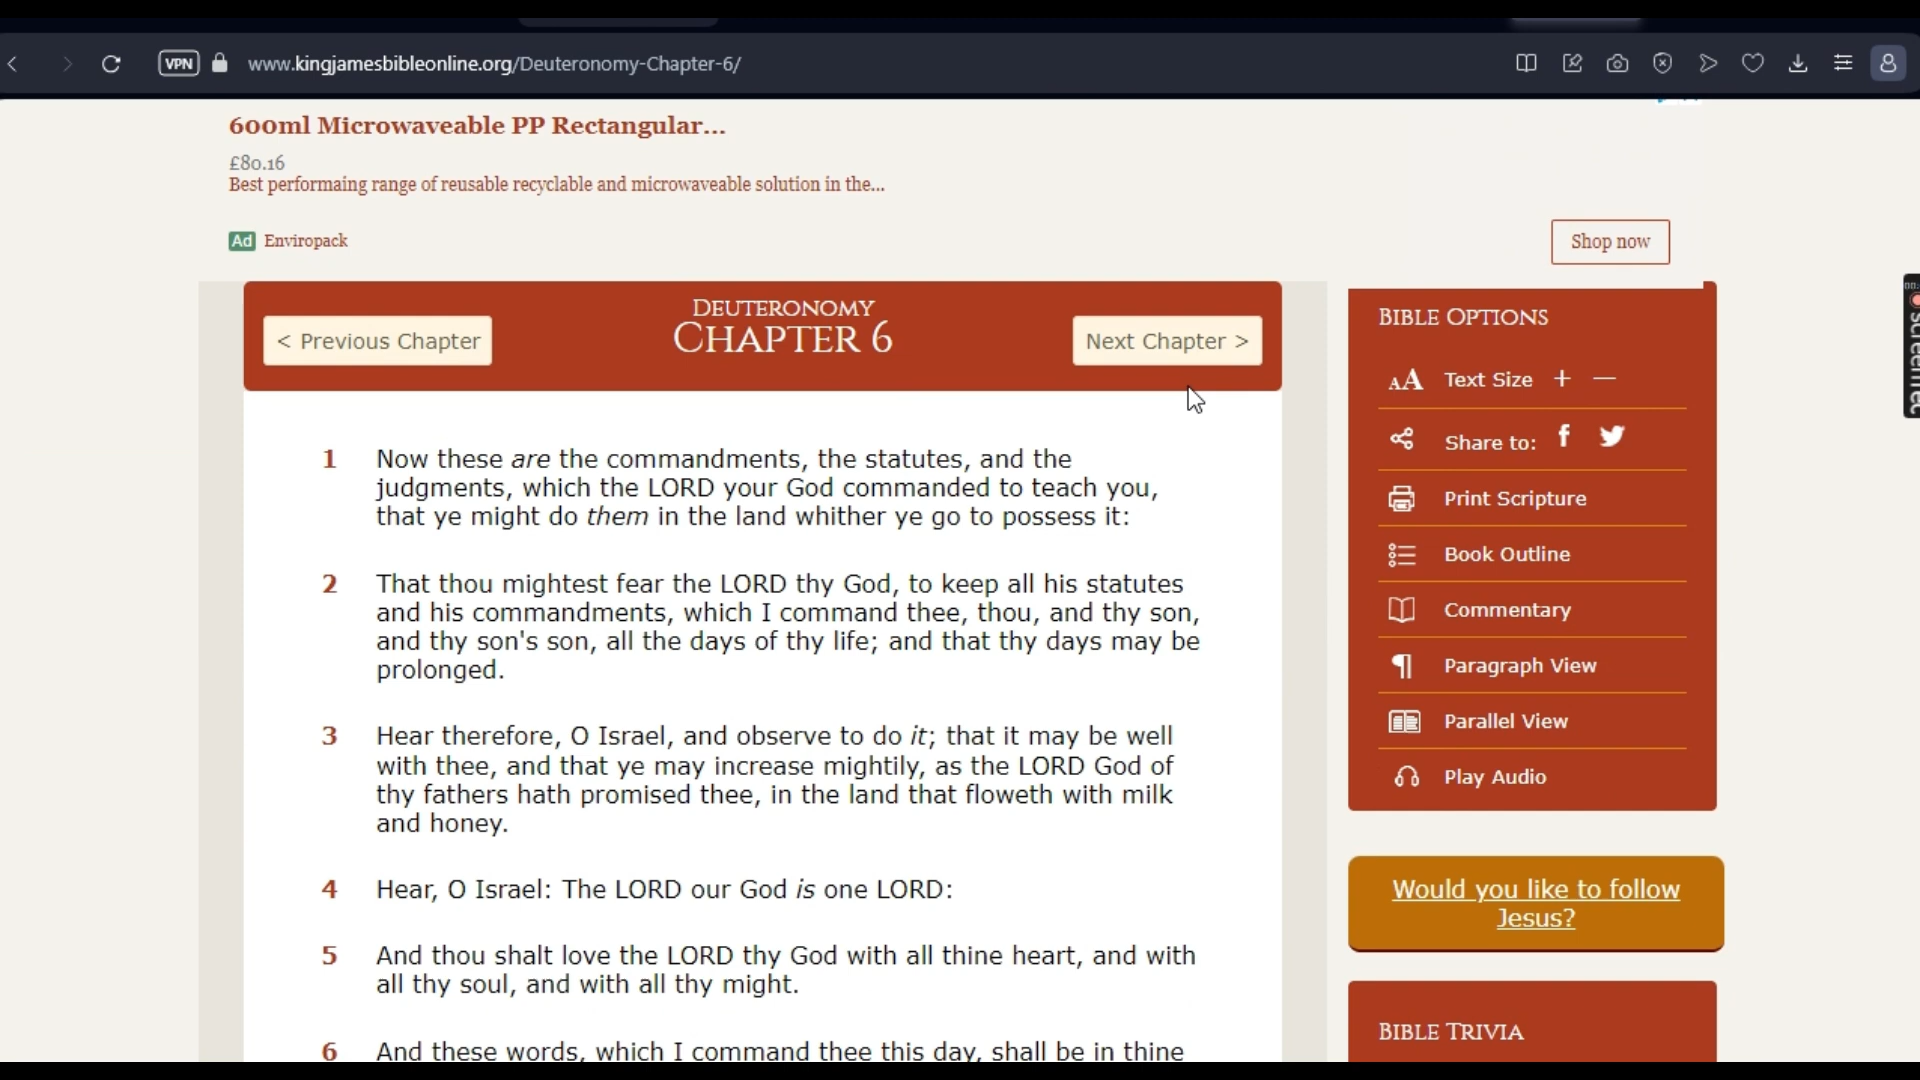 VPN www.kingjamesbibleonline.org/Deuteronomy-Chapter-6/
600ml Microwaveable PP Rectangular...
£80.16
Best performaing range of reusable recyclable and microwaveable solution in the...
Ad Enviropack
Shop now
< Previous Chapter
DEUTERONOMY
CHAPTER 6
Next Chapter >
1 Now these are the commandments, the statutes, and the
judgments, which the LORD your God commanded to teach you,
that ye might do them in the land whither ye go to possess it:
2 That thou mightest fear the LORD thy God, to keep all his statutes
and his commandments, which I command thee, thou, and thy son,
and thy son's son, all the days of thy life; and that thy days may be
prolonged.
3 Hear therefore, O Israel, and observe to do it; that it may be well
with thee, and that ye may increase mightily, as the LORD God of
thy fathers hath promised thee, in the land that floweth with milk
and honey.
4 Hear, O Israel: The LORD our God is one LORD:
5 And thou shalt love the LORD thy God with all thine heart, and with
all thy soul, and with all thy might.
6 And these words, which I command thee this day, shall be in thine
BIBLE OPTIONS
AA Text Size + —
Share to:
Print Scripture
Book Outline
Commentary
Paragraph View
Parallel View
Play Audio
Would you like to follow
Jesus?
BIBLE TRIVIA